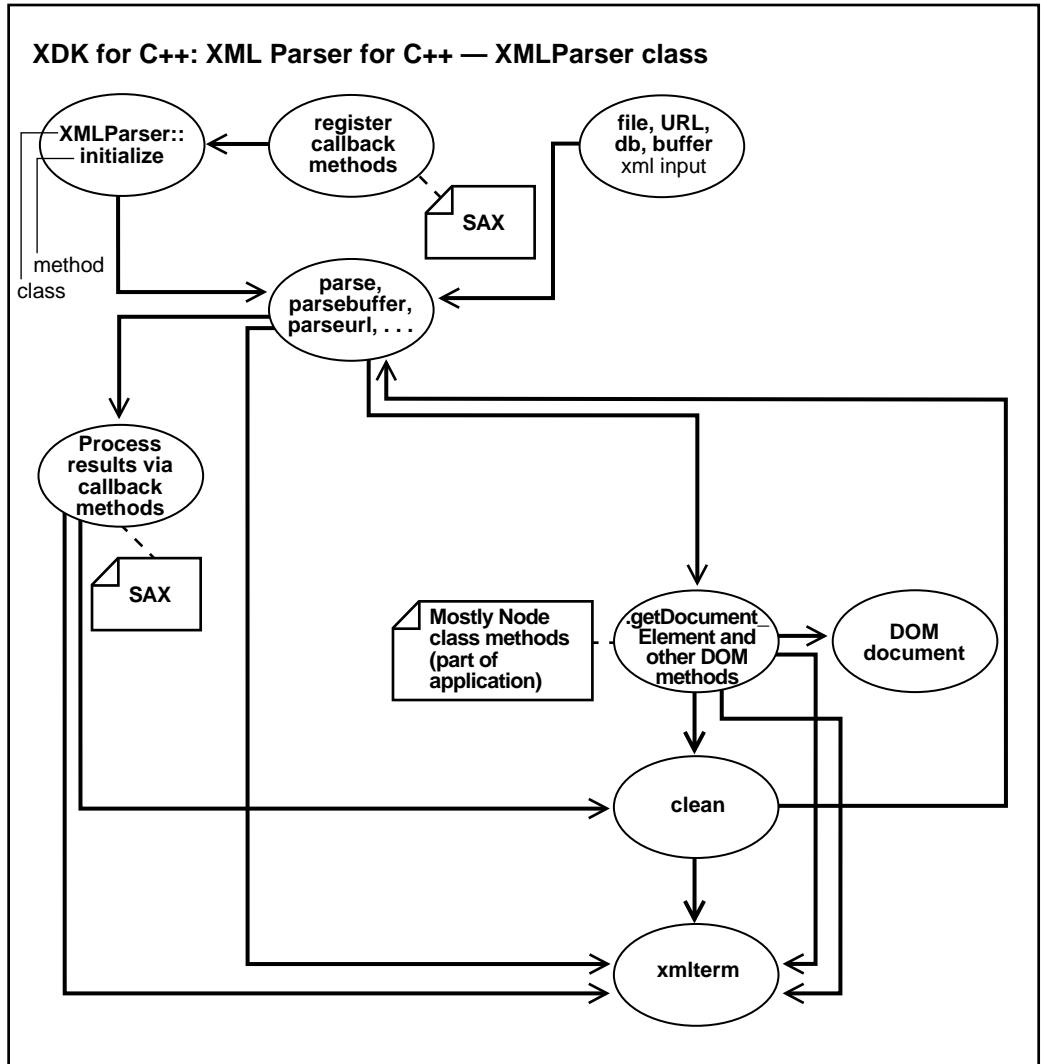 XDK for C++: XML Parser for C++ — XMLParser class
XMLParser::
initialize
method
class
register
callback
methods
SAX
file, URL,
db, buffer
xml input
parse,
parsebuffer,
parseurl, . . .
Process
results via
callback
methods
SAX
Mostly Node
class methods
(part of
application)
.getDocument_
Element and
other DOM
methods
DOM
document
clean
xmlterm